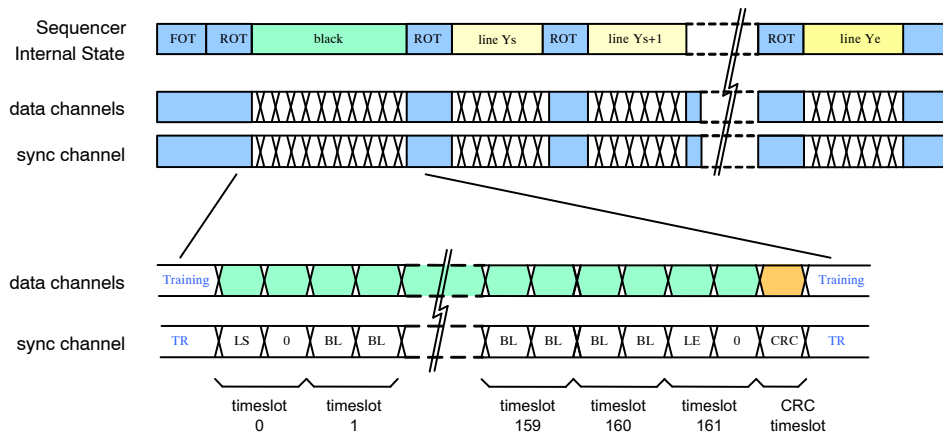 Sequencer
Internal State
FOT ROT black ROT line Ys ROT line Ys+1 ROT line Ye
data channels
sync channel
data channels Training Training
sync channel TR LS 0 BL BL BL BL BL BL LE 0 CRC TR
timeslot timeslot timeslot timeslot timeslot CRC
0 1 159 160 161 timeslot